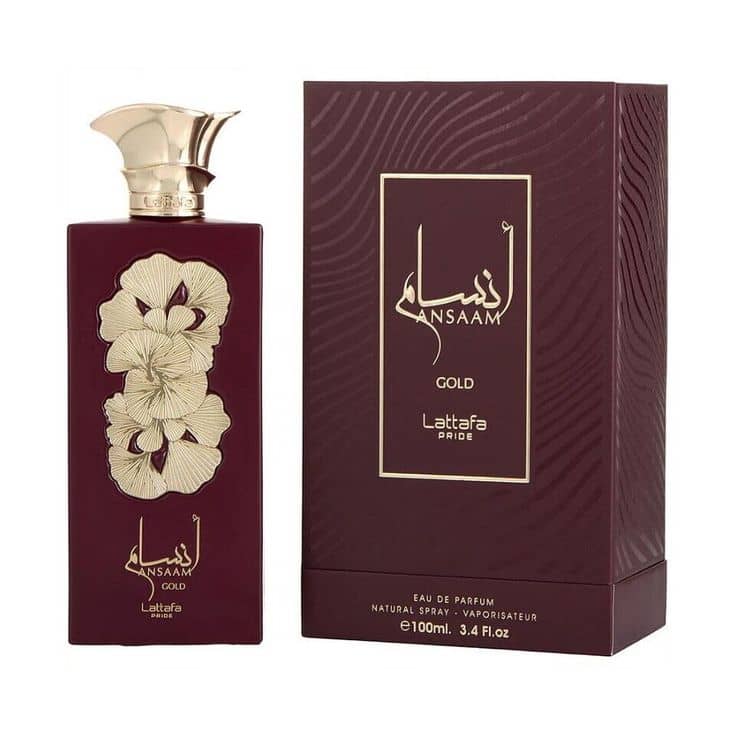 Lattafa
أنسام
ANSAAM
GOLD
Lattafa
PRIDE
أنسام
ANSAAM
GOLD
Lattafa
PRIDE
EAU DE PARFUM
NATURAL SPRAY - VAPORISATEUR
℮100ml. 3.4 Fl.oz